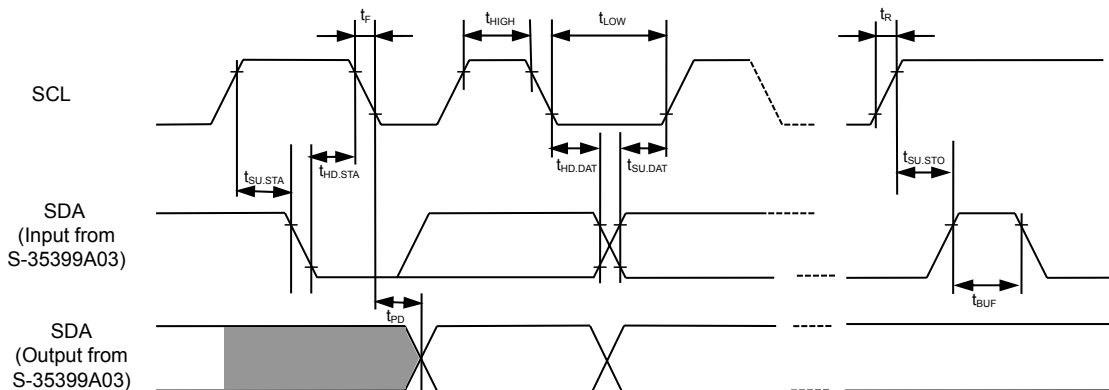 tF
tHIGH
tLOW
tR
SCL
tSU.STA
tHD.STA
tHD.DAT
tSU.DAT
tSU.STO
SDA
(Input from
S-35399A03)
tBUF
tPD
SDA
(Output from
S-35399A03)